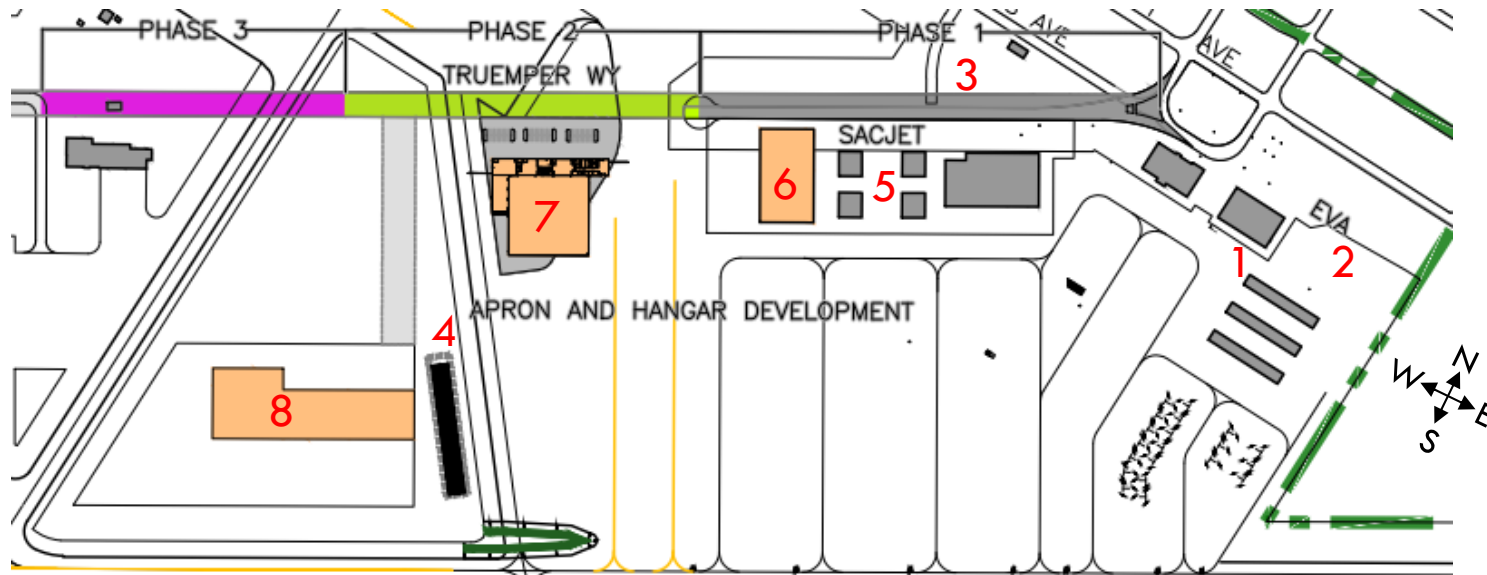 PHASE 3
PHASE 2
PHASE 1
AVE
AVE
TRUEMPER WY
3
SACJET
6
5
7
EVA
1
2
APRON AND HANGAR DEVELOPMENT
4
8
N
W
E
S